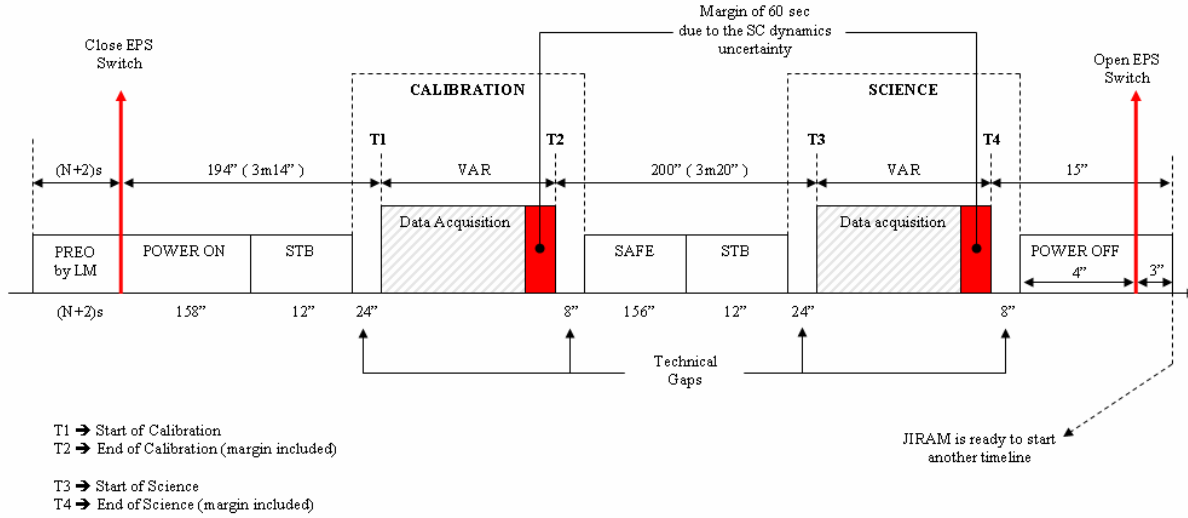 Margin of 60 sec
due to the SC dynamics
uncertainty
Close EPS
Switch
Open EPS
Switch
CALIBRATION
SCIENCE
T1
T2
T3
T4
(N+2)s
194” ( 3m14” )
VAR
200” ( 3m20” )
VAR
15”
Data Acquisition
Data acquisition
PREO
by LM
POWER ON
STB
SAFE
STB
POWER OFF
4”
3”
(N+2)s
158”
12”
24”
8”
156”
12”
24”
8”
Technical
Gaps
T1 ➔ Start of Calibration
T2 ➔ End of Calibration (margin included)
T3 ➔ Start of Science
T4 ➔ End of Science (margin included)
JIRAM is ready to start
another timeline